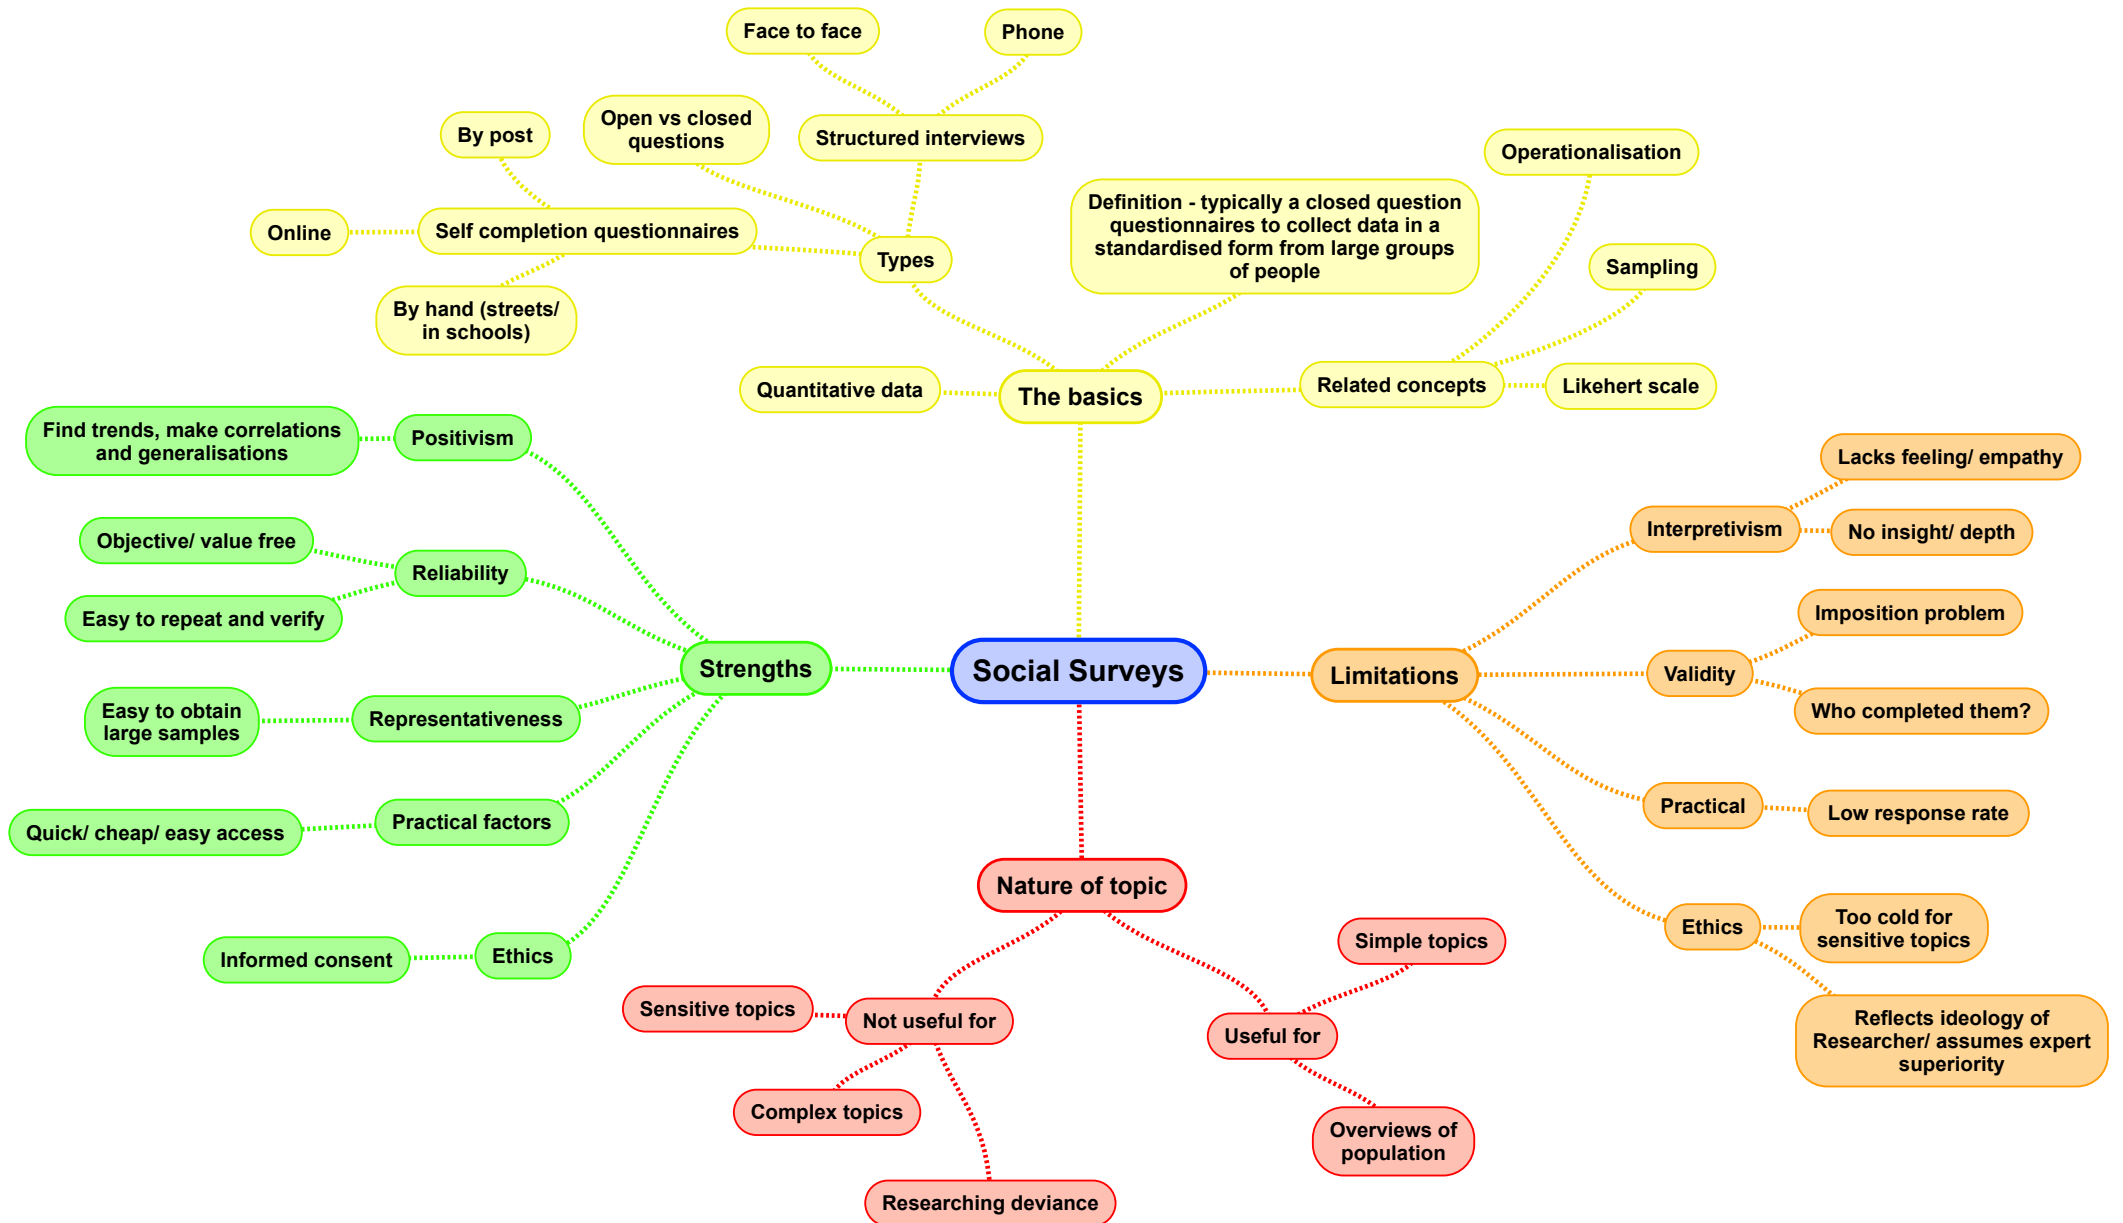 Face to face
Phone
By post
Open vs closed
questions
Structured interviews
Operationalisation
Online
Self completion questionnaires
Types
Definition - typically a closed question
questionnaires to collect data in a
standardised form from large groups
of people
Sampling
By hand (streets/
in schools)
Quantitative data
The basics
Related concepts
Likehert scale
Find trends, make correlations
and generalisations
Positivism
Objective/ value free
Reliability
Easy to repeat and verify
Strengths
Easy to obtain
large samples
Representativeness
Quick/ cheap/ easy access
Practical factors
Informed consent
Ethics
Social Surveys
Limitations
Lacks feeling/ empathy
Interpretivism
No insight/ depth
Imposition problem
Validity
Who completed them?
Practical
Low response rate
Ethics
Too cold for
sensitive topics
Reflects ideology of
Researcher/ assumes expert
superiority
Nature of topic
Sensitive topics
Not useful for
Complex topics
Researching deviance
Simple topics
Useful for
Overviews of
population